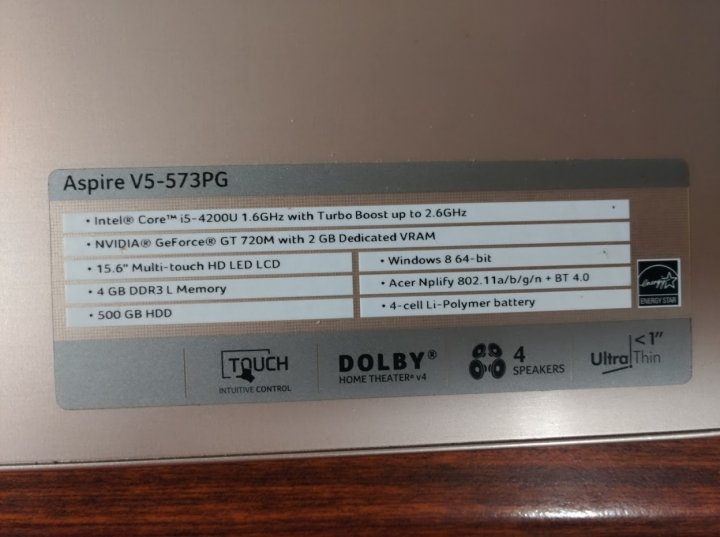 Aspire V5-573PG
• Intel® Core™ i5-4200U 1.6GHz with Turbo Boost up to 2.6GHz
• NVIDIA® GeForce® GT 720M with 2 GB Dedicated VRAM
• 15.6" Multi-touch HD LED LCD
• 4 GB DDR3 L Memory
• 500 GB HDD
• Windows 8 64-bit
• Acer Nplify 802.11a/b/g/n + BT 4.0
• 4-cell Li-Polymer battery
energy
ENERGY STAR
TOUCH
INTUITIVE CONTROL
DOLBY®
HOME THEATER® v4
4
SPEAKERS
Ultra Thin
<1"